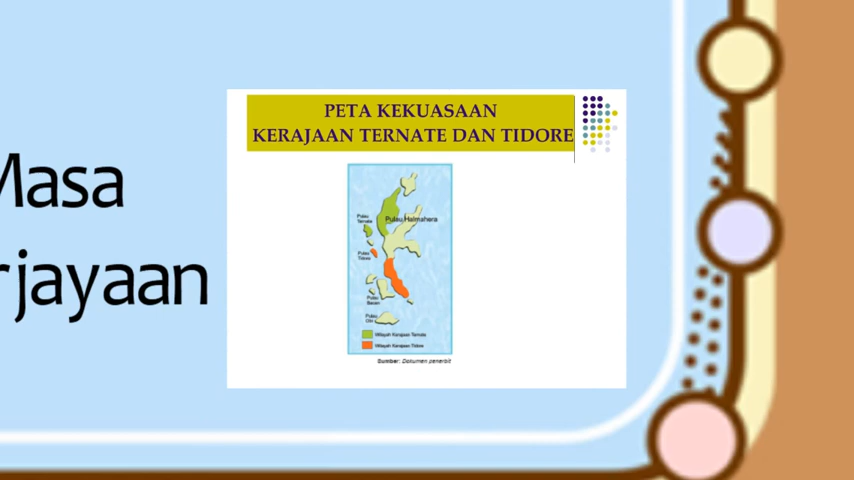 Masa
rjayaan
PETA KEKUASAAN
KERAJAAN TERNATE DAN TIDORE
Pulau
Ternate
Pulau Halmahera
Pulau
Tidore
Pulau
Bacan
Pulau
Obi
Wilayah Kerajaan Ternate
Wilayah Kerajaan Tidore
Sumber: Dokumen penerbit